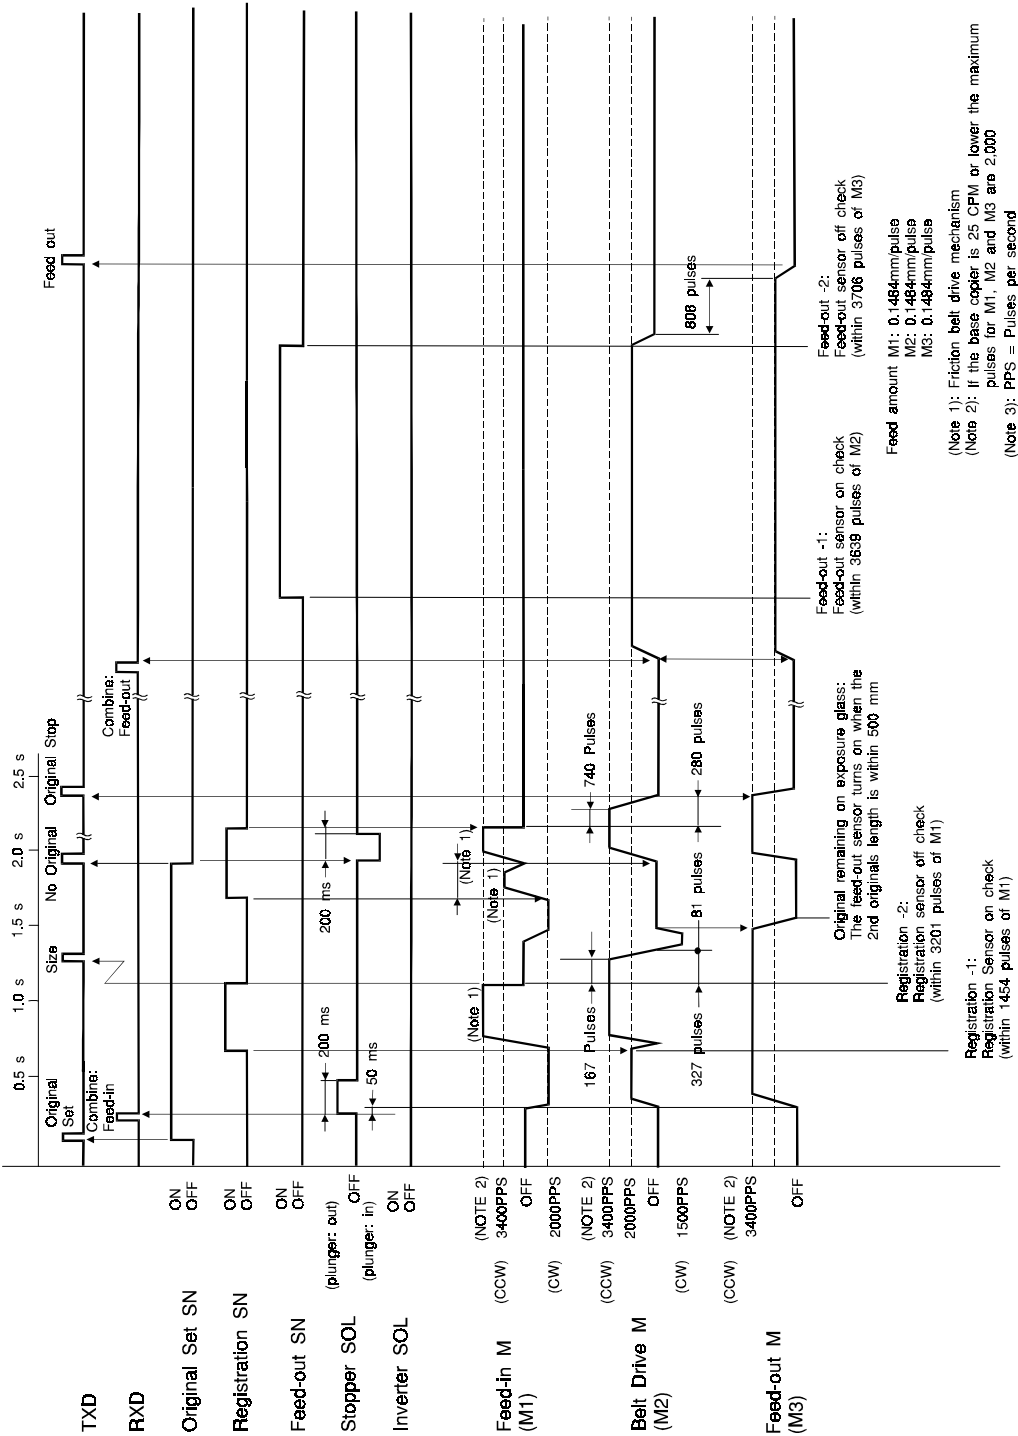 0.5 s
1.0 s
1.5 s
2.0 s
2.5 s
TXD
Original
Set
Size
No Original
Original Stop
Feed out
RXD
Combine:
Feed-in
Combine:
Feed-out
Original Set SN
ON
OFF
Registration SN
ON
OFF
Feed-out SN
ON
OFF
Stopper SOL
(plunger: out)
OFF
(plunger: in)
200 ms
50 ms
200 ms
Inverter SOL
ON
OFF
Feed-in M
(M1)
(NOTE 2)
(CCW) 3400PPS
OFF
(CW) 2000PPS
(Note 1)
(Note 1)
(Note 1)
Belt Drive M
(M2)
(NOTE 2)
(CCW) 3400PPS
2000PPS
OFF
(CW) 1500PPS
167 Pulses
740 Pulses
327 pulses
81 pulses
280 pulses
808 pulses
Feed-out M
(M3)
(NOTE 2)
(CCW) 3400PPS
OFF
Original remaining on exposure glass:
The feed-out sensor turns on when the
2nd originals length is within 500 mm
Registration -2:
Registration sensor off check
(within 3201 pulses of M1)
Registration -1:
Registration Sensor on check
(within 1454 pulses of M1)
Feed-out -1:
Feed-out sensor on check
(within 3639 pulses of M2)
Feed-out -2:
Feed-out sensor off check
(within 3706 pulses of M3)
Feed amount M1: 0.1484mm/pulse
M2: 0.1484mm/pulse
M3: 0.1484mm/pulse
(Note 1): Friction belt drive mechanism
(Note 2): If the base copier is 25 CPM or lower the maximum
pulses for M1, M2 and M3 are 2,000
(Note 3): PPS = Pulses per second